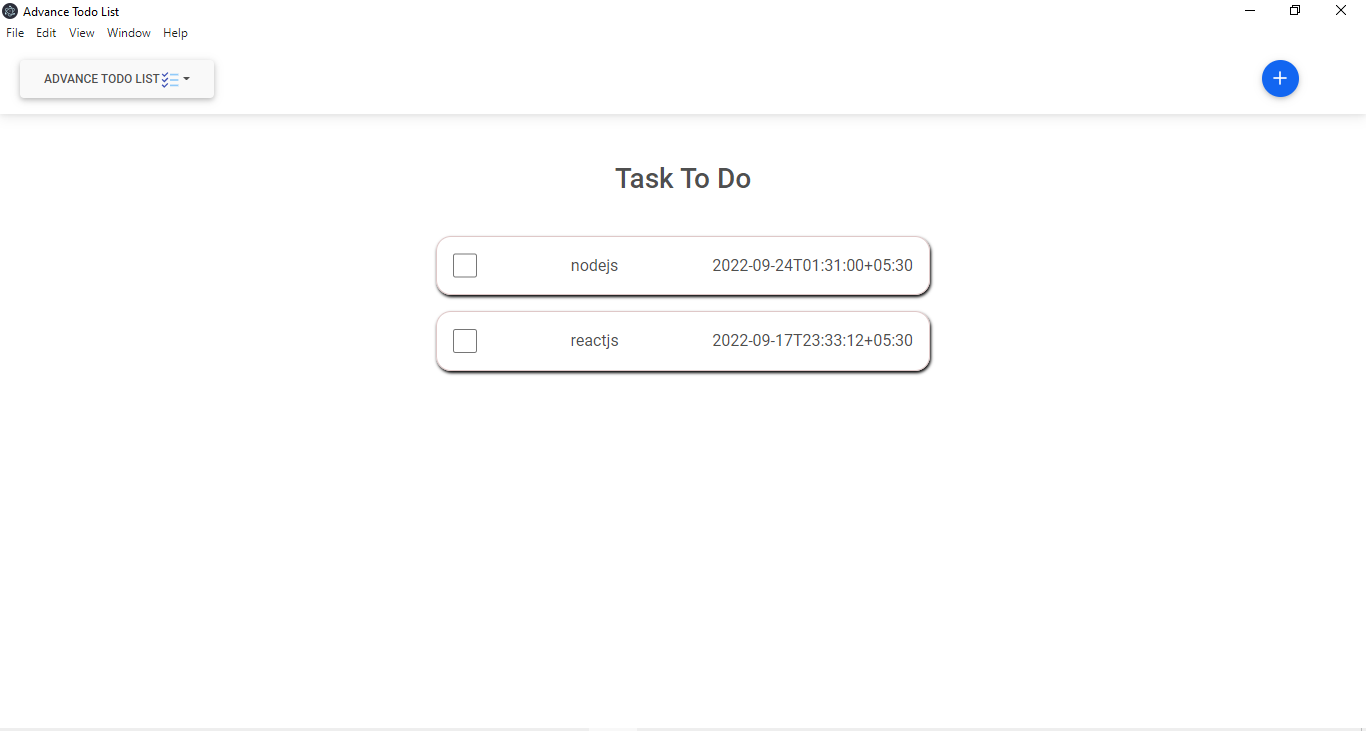 Advance Todo List
File Edit View Window Help
ADVANCE TODO LIST
Task To Do
nodejs 2022-09-24T01:31:00+05:30
reactjs 2022-09-17T23:33:12+05:30